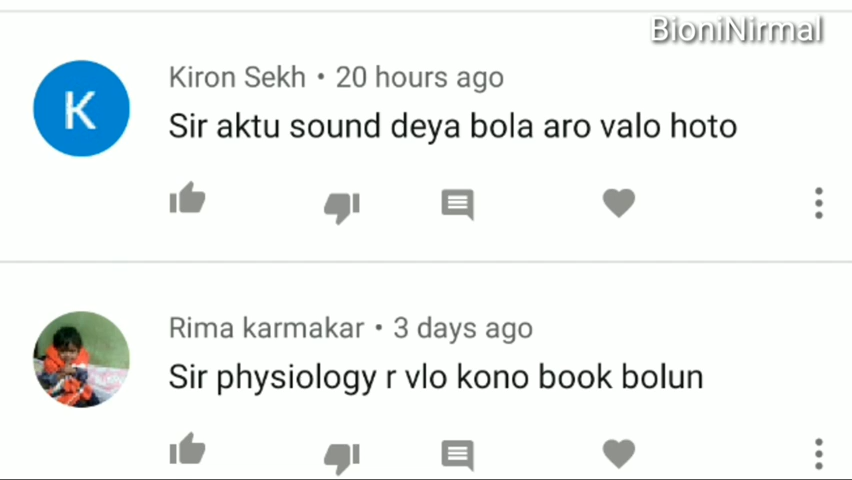 BioniNirmal
K
Kiron Sekh • 20 hours ago
Sir aktu sound deya bola aro valo hoto
Rima karmakar • 3 days ago
Sir physiology r vlo kono book bolun